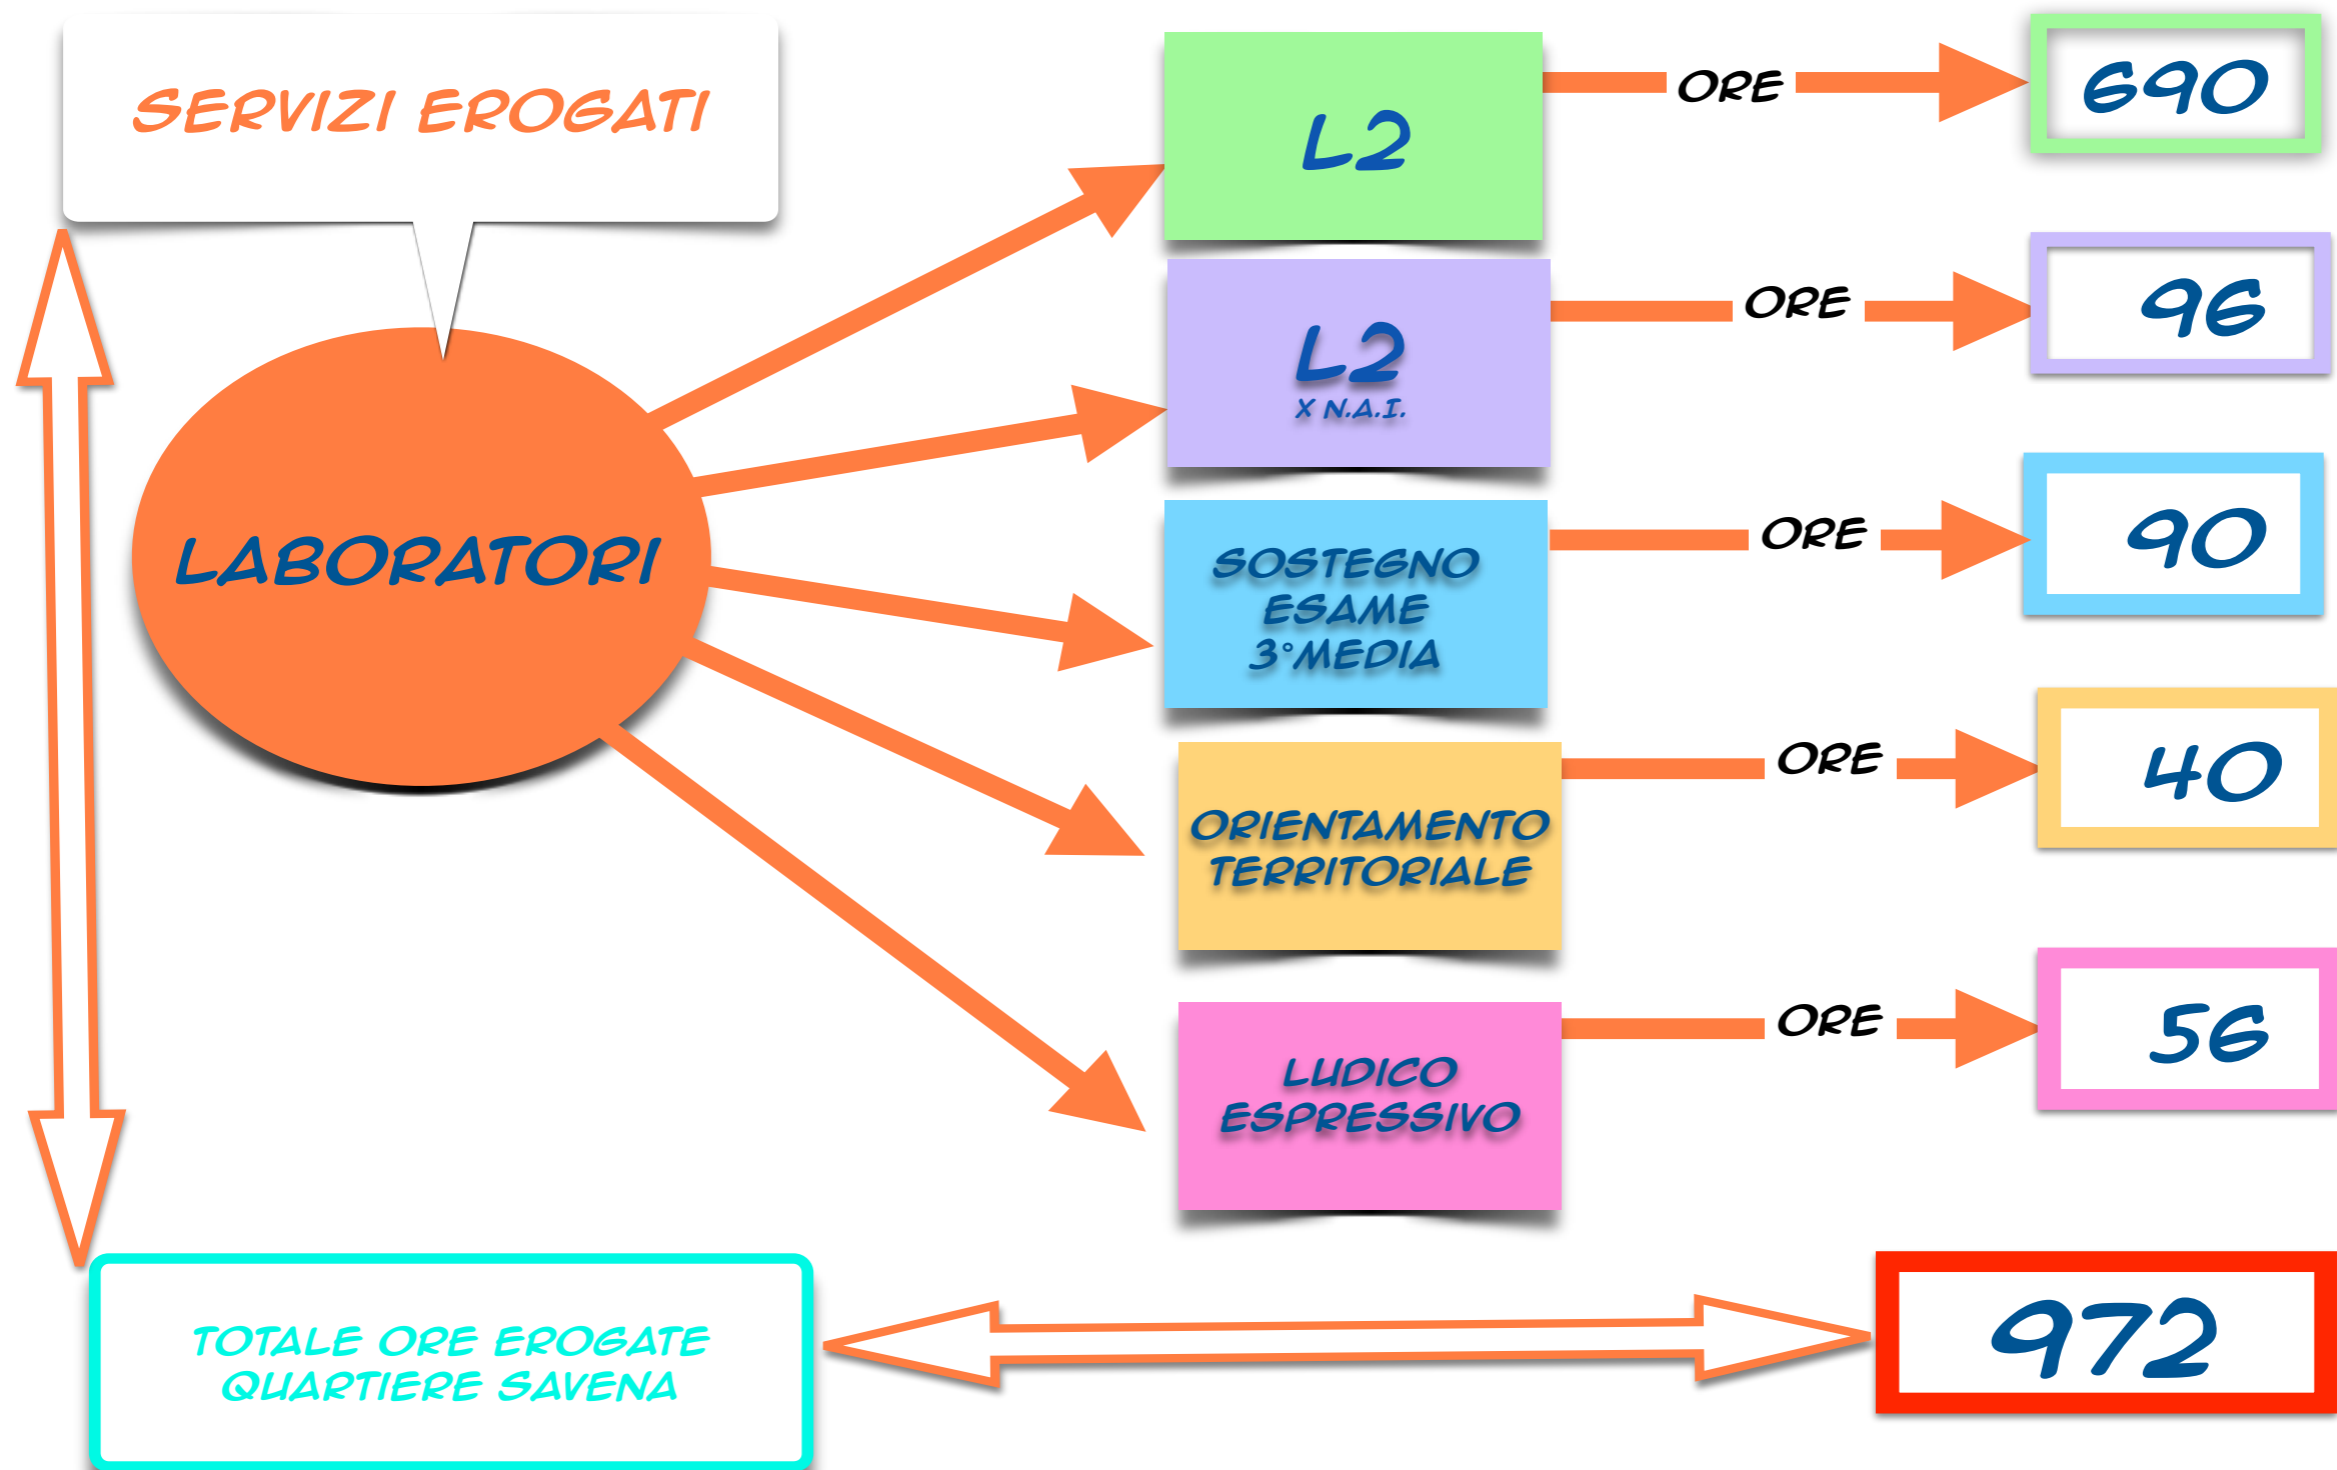 SERVIZI EROGATI
LABORATORI
L2
ORE
690
L2
X N.A.I.
ORE
96
SOSTEGNO
ESAME
3°MEDIA
ORE
90
ORIENTAMENTO
TERRITORIALE
ORE
40
LUDICO
ESPRESSIVO
ORE
56
TOTALE ORE EROGATE
QUARTIERE SAVENA
972